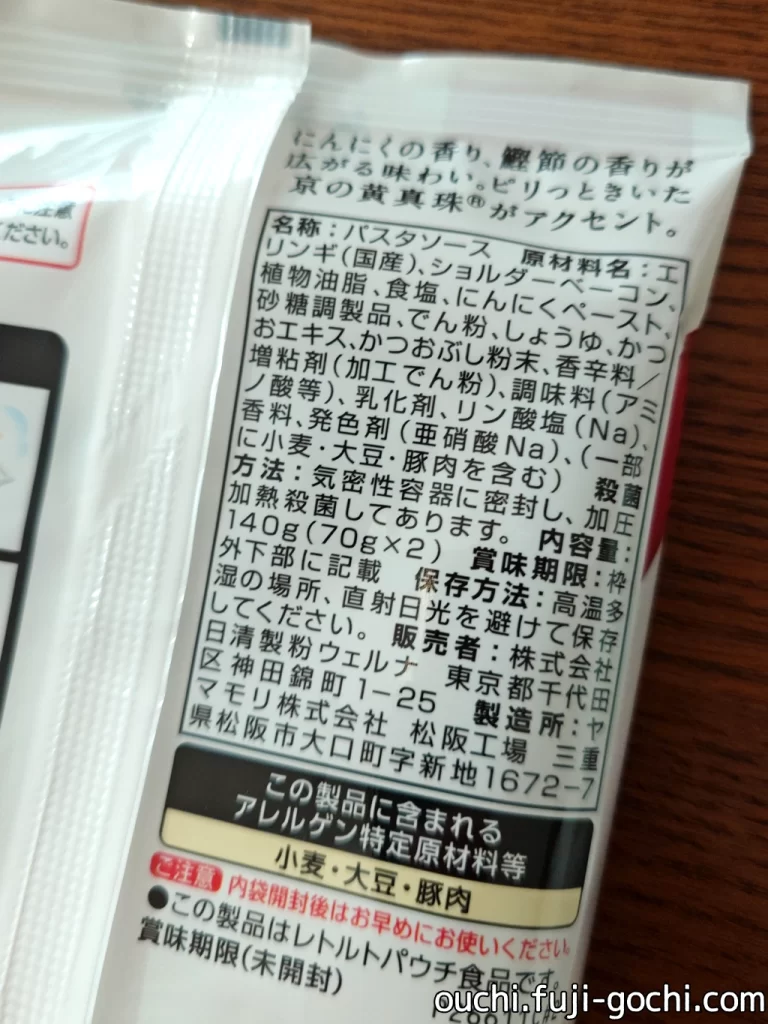 にんにくの香り、鰹節の香りが
広がる味わい。ピリっときいた
京の黄真珠®がアクセント。
名称：パスタソース　原材料名：エ
リンギ(国産)、ショルダーベーコン、
植物油脂、食塩、にんにくペースト、
砂糖調製品、でん粉、しょうゆ、かつ
おエキス、かつおぶし粉末、香辛料／
増粘剤(加工でん粉)、調味料(アミ
ノ酸等)、乳化剤、リン酸塩(Na)、
香料、発色剤(亜硝酸Na)、(一部
に小麦・大豆・豚肉を含む)　殺菌
方法：気密性容器に密封し、加圧
加熱殺菌してあります。　内容量：
140g(70g×2)　賞味期限：枠
外下部に記載　保存方法：高温多
湿の場所、直射日光を避けて保存
してください。　販売者：株式会社
日清製粉ウェルナ　東京都千代田
区神田錦町1-25　製造所：ヤ
マモリ株式会社　松阪工場　三重
県松阪市大口町字新地1672-7
この製品に含まれる
アレルゲン特定原材料等
小麦・大豆・豚肉
ご注意 内袋開封後はお早めにお使いください。
●この製品はレトルトパウチ食品です。
賞味期限(未開封)
注意
ださい。
ouchi.fuji-gochi.com